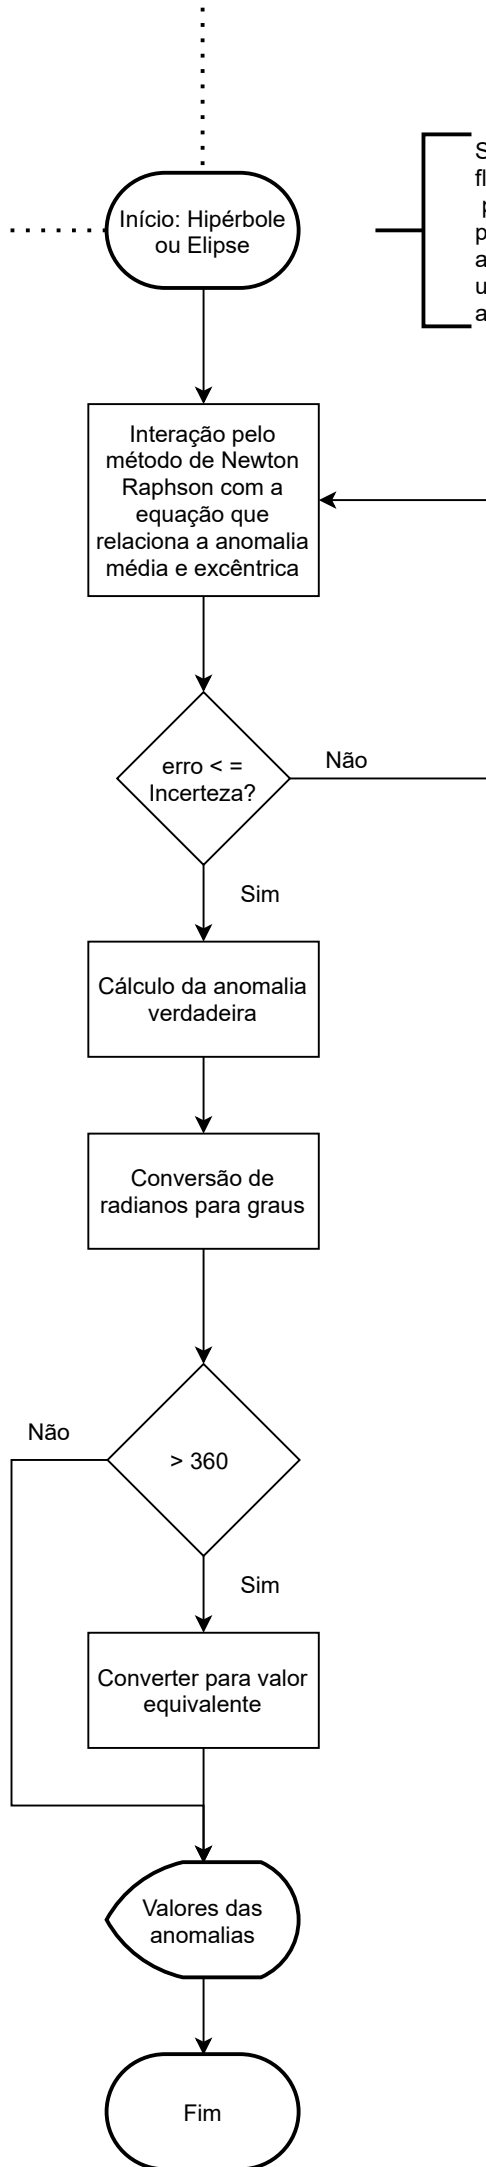 Início: Hipérbole
ou Elipse
Interação pelo
método de Newton
Raphson com a
equação que
relaciona a anomalia
média e excêntrica
erro < =
Incerteza?
Não
Sim
Cálculo da anomalia
verdadeira
Conversão de
radianos para graus
Não
> 360
Sim
Converter para valor
equivalente
Valores das
anomalias
Fim